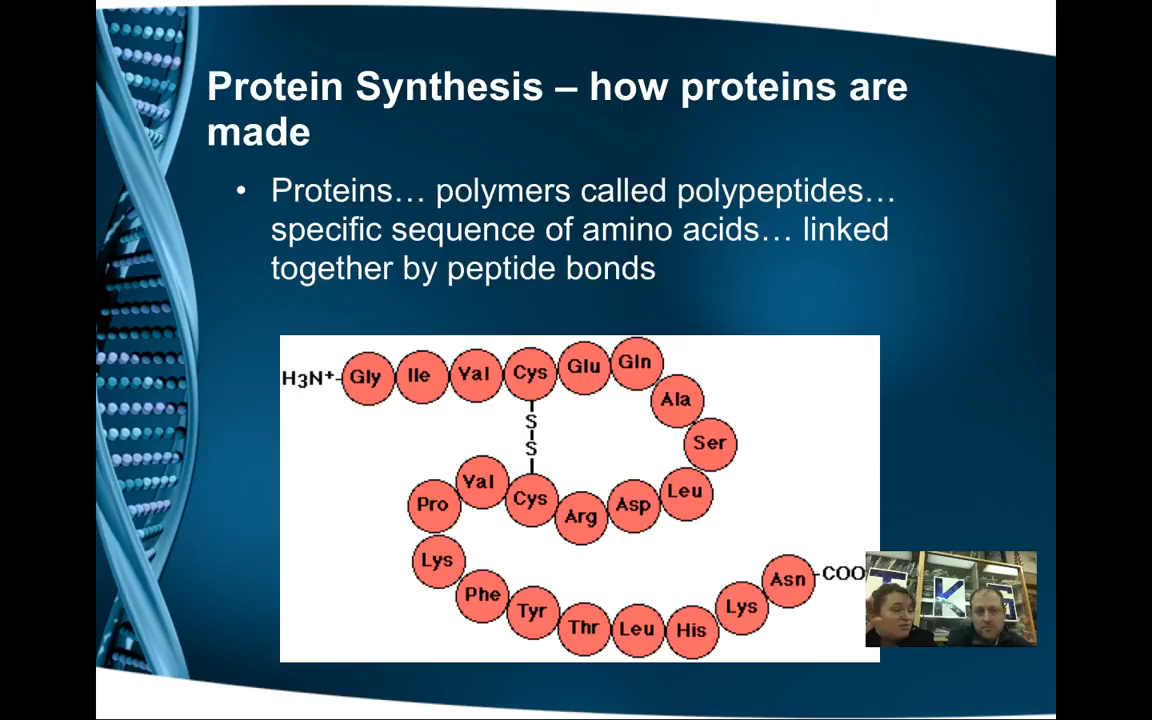 Protein Synthesis – how proteins are
made
• Proteins… polymers called polypeptides…
specific sequence of amino acids… linked
together by peptide bonds
H3N+ Gly Ile Val Cys Glu Gln
Ala
Ser
Leu
Asp
Arg
Cys
S
S
Val
Pro
Lys
Phe
Tyr
Thr
Leu
His
Lys
Asn
COO